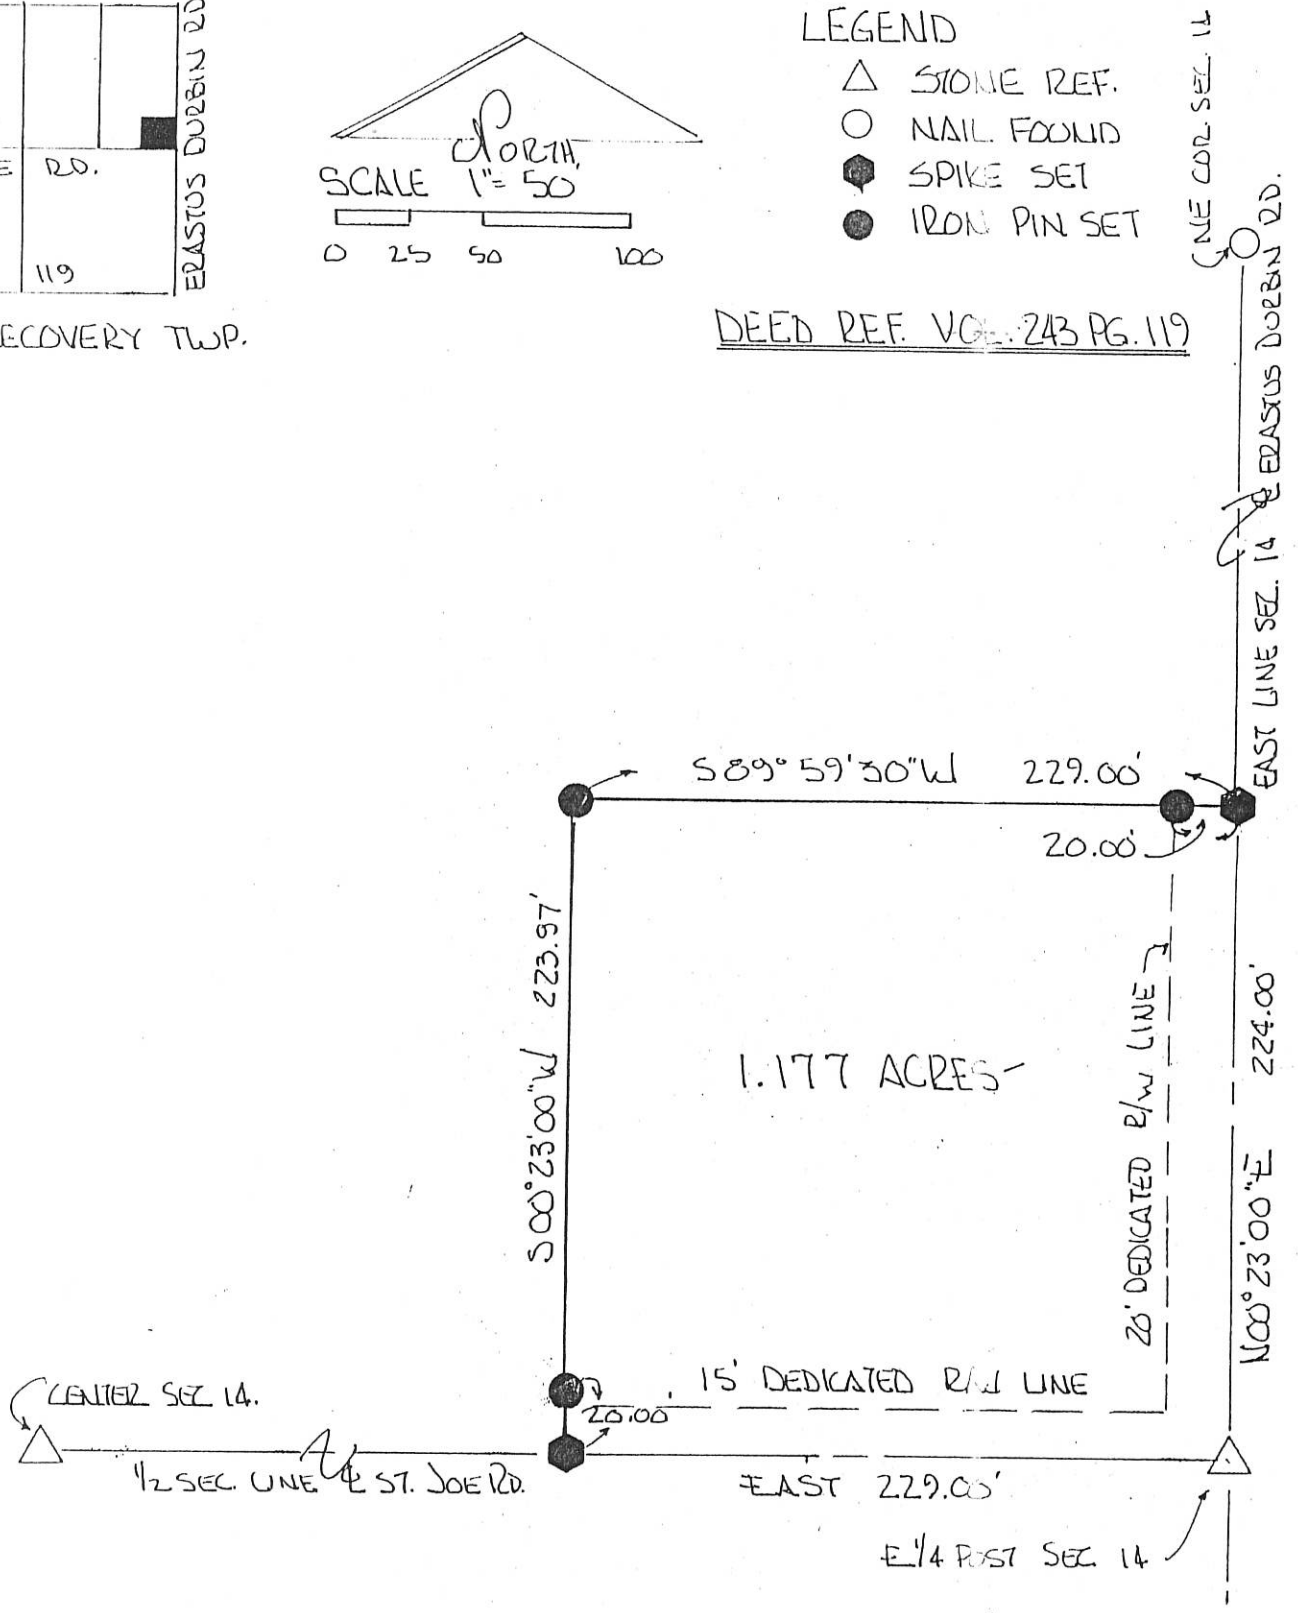 ERASTUS DURBIN RD
RD.
119
ECOVERY TWP.
NORTH
SCALE 1"= 50'
0 25 50 100
LEGEND
STONE REF.
NAIL FOUND
SPIKE SET
IRON PIN SET
DEED REF. VOL. 243 PG. 119
NE COR. SEC. 14
EAST LINE SEC. 14 ℄ ERASTUS DURBIN RD.
S 89° 59' 30" W 229.00'
20.00'
S 00° 23' 00" W 223.97'
1.177 ACRES
20' DEDICATED R/W LINE
N 00° 23' 00" E 224.00'
15' DEDICATED R/W LINE
20.00'
CENTER SEC 14.
1/2 SEC. LINE ℄ ST. JOE RD.
EAST 229.00'
E 1/4 POST SEC 14